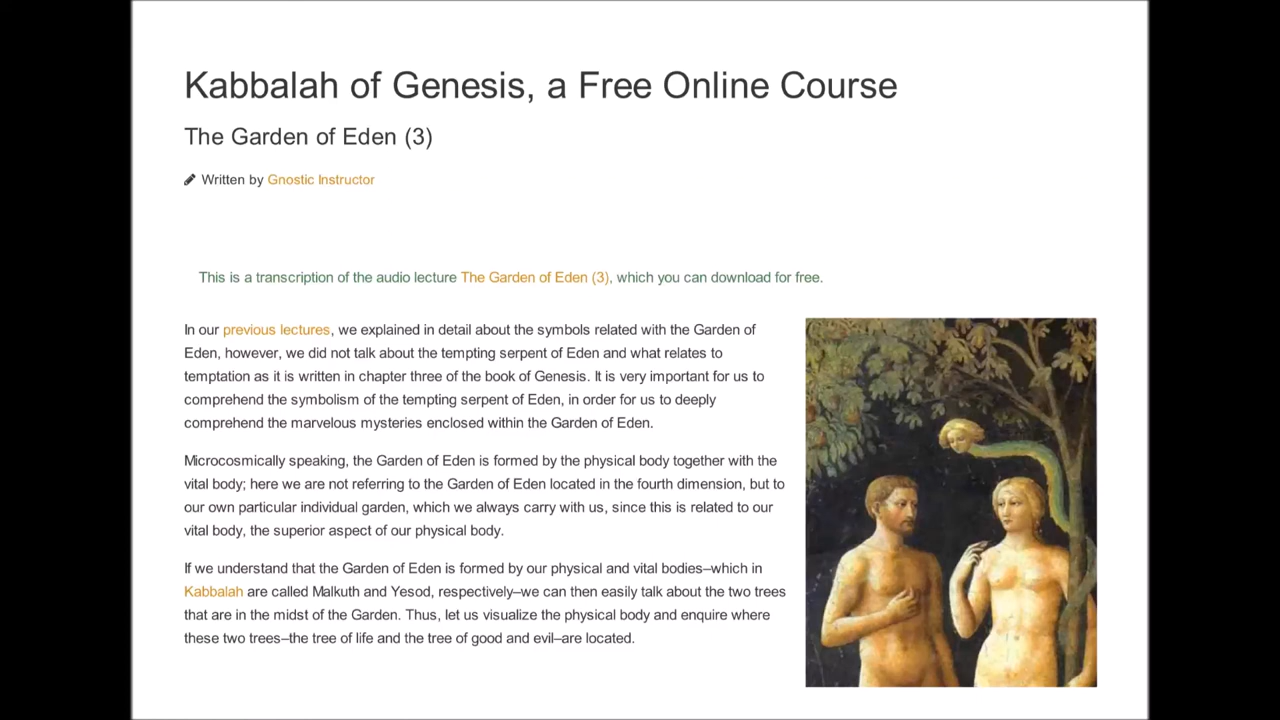 Kabbalah of Genesis, a Free Online Course
The Garden of Eden (3)
Written by Gnostic Instructor
This is a transcription of the audio lecture The Garden of Eden (3), which you can download for free.
In our previous lectures, we explained in detail about the symbols related with the Garden of
Eden, however, we did not talk about the tempting serpent of Eden and what relates to
temptation as it is written in chapter three of the book of Genesis. It is very important for us to
comprehend the symbolism of the tempting serpent of Eden, in order for us to deeply
comprehend the marvelous mysteries enclosed within the Garden of Eden.
Microcosmically speaking, the Garden of Eden is formed by the physical body together with the
vital body; here we are not referring to the Garden of Eden located in the fourth dimension, but to
our own particular individual garden, which we always carry with us, since this is related to our
vital body, the superior aspect of our physical body.
If we understand that the Garden of Eden is formed by our physical and vital bodies–which in
Kabbalah are called Malkuth and Yesod, respectively–we can then easily talk about the two trees
that are in the midst of the Garden. Thus, let us visualize the physical body and enquire where
these two trees–the tree of life and the tree of good and evil–are located.